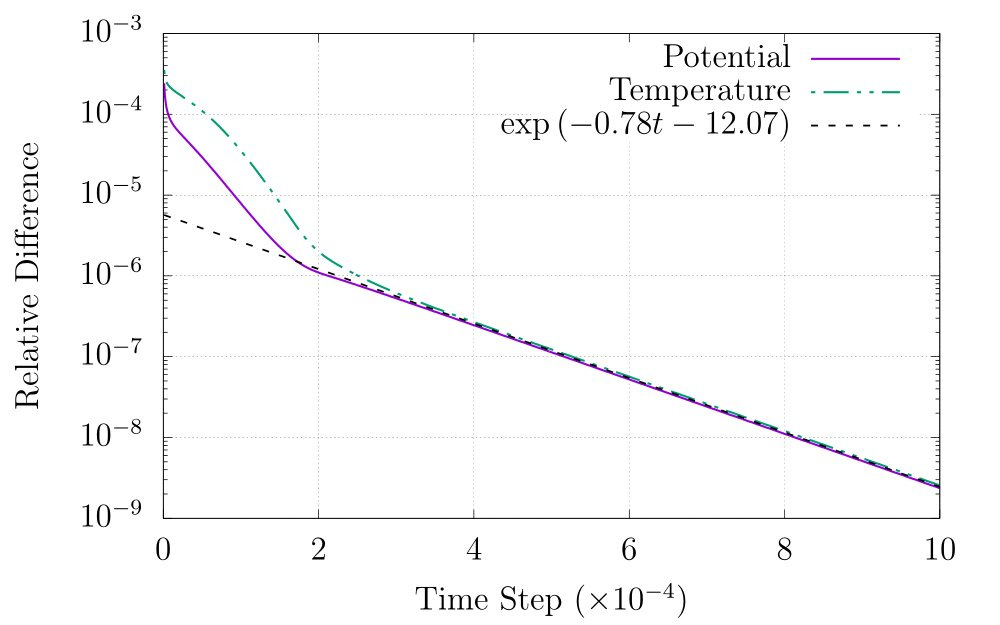 10⁻³
10⁻⁴
10⁻⁵
10⁻⁶
10⁻⁷
10⁻⁸
10⁻⁹
Relative Difference
Potential
Temperature
exp (−0.78t − 12.07)
0 2 4 6 8 10
Time Step (×10⁻⁴)